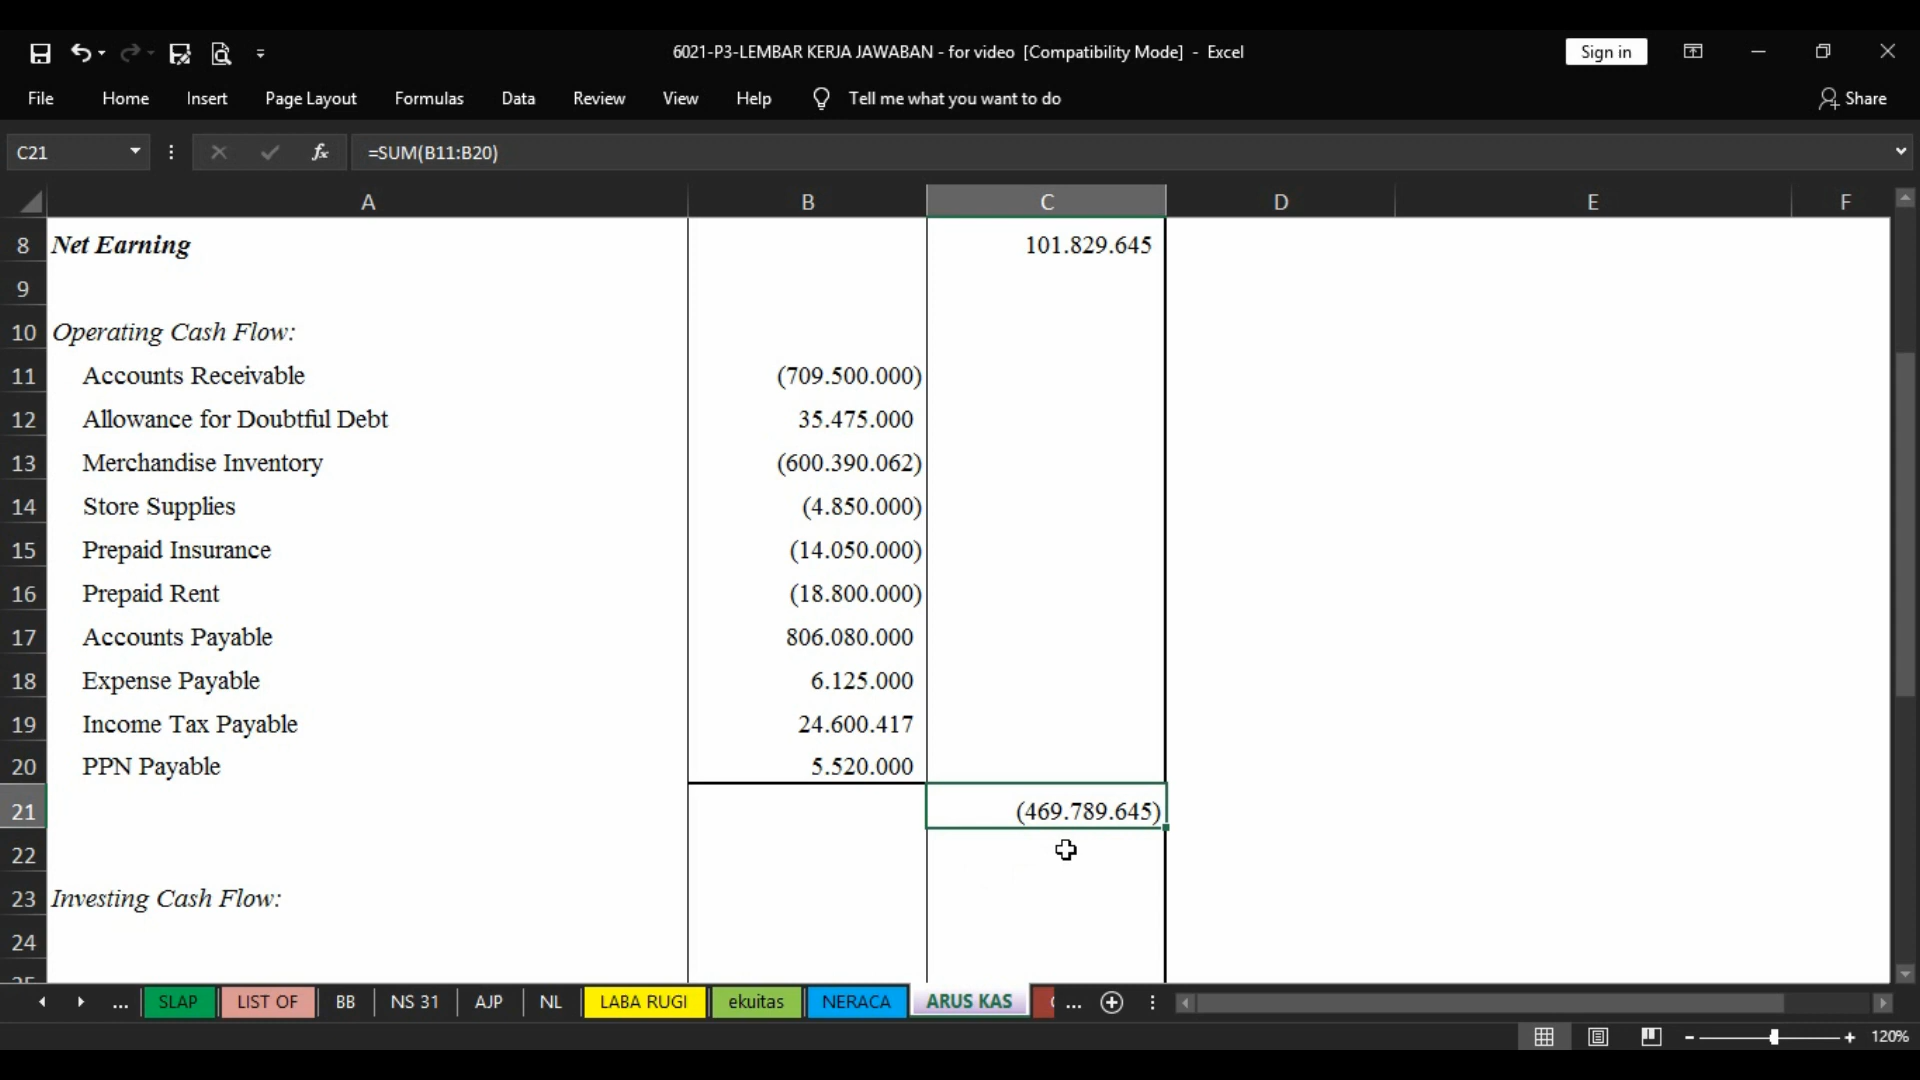 6021-P3-LEMBAR KERJA JAWABAN - for video [Compatibility Mode] - Excel
Sign in
File Home Insert Page Layout Formulas Data Review View Help Tell me what you want to do Share
C21 fx =SUM(B11:B20)
A B C D E F
8 Net Earning 101.829.645
9
10 Operating Cash Flow:
11 Accounts Receivable (709.500.000)
12 Allowance for Doubtful Debt 35.475.000
13 Merchandise Inventory (600.390.062)
14 Store Supplies (4.850.000)
15 Prepaid Insurance (14.050.000)
16 Prepaid Rent (18.800.000)
17 Accounts Payable 806.080.000
18 Expense Payable 6.125.000
19 Income Tax Payable 24.600.417
20 PPN Payable 5.520.000
21 (469.789.645)
22
23 Investing Cash Flow:
24
... SLAP LIST OF BB NS 31 AJP NL LABA RUGI ekuitas NERACA ARUS KAS ...
120%